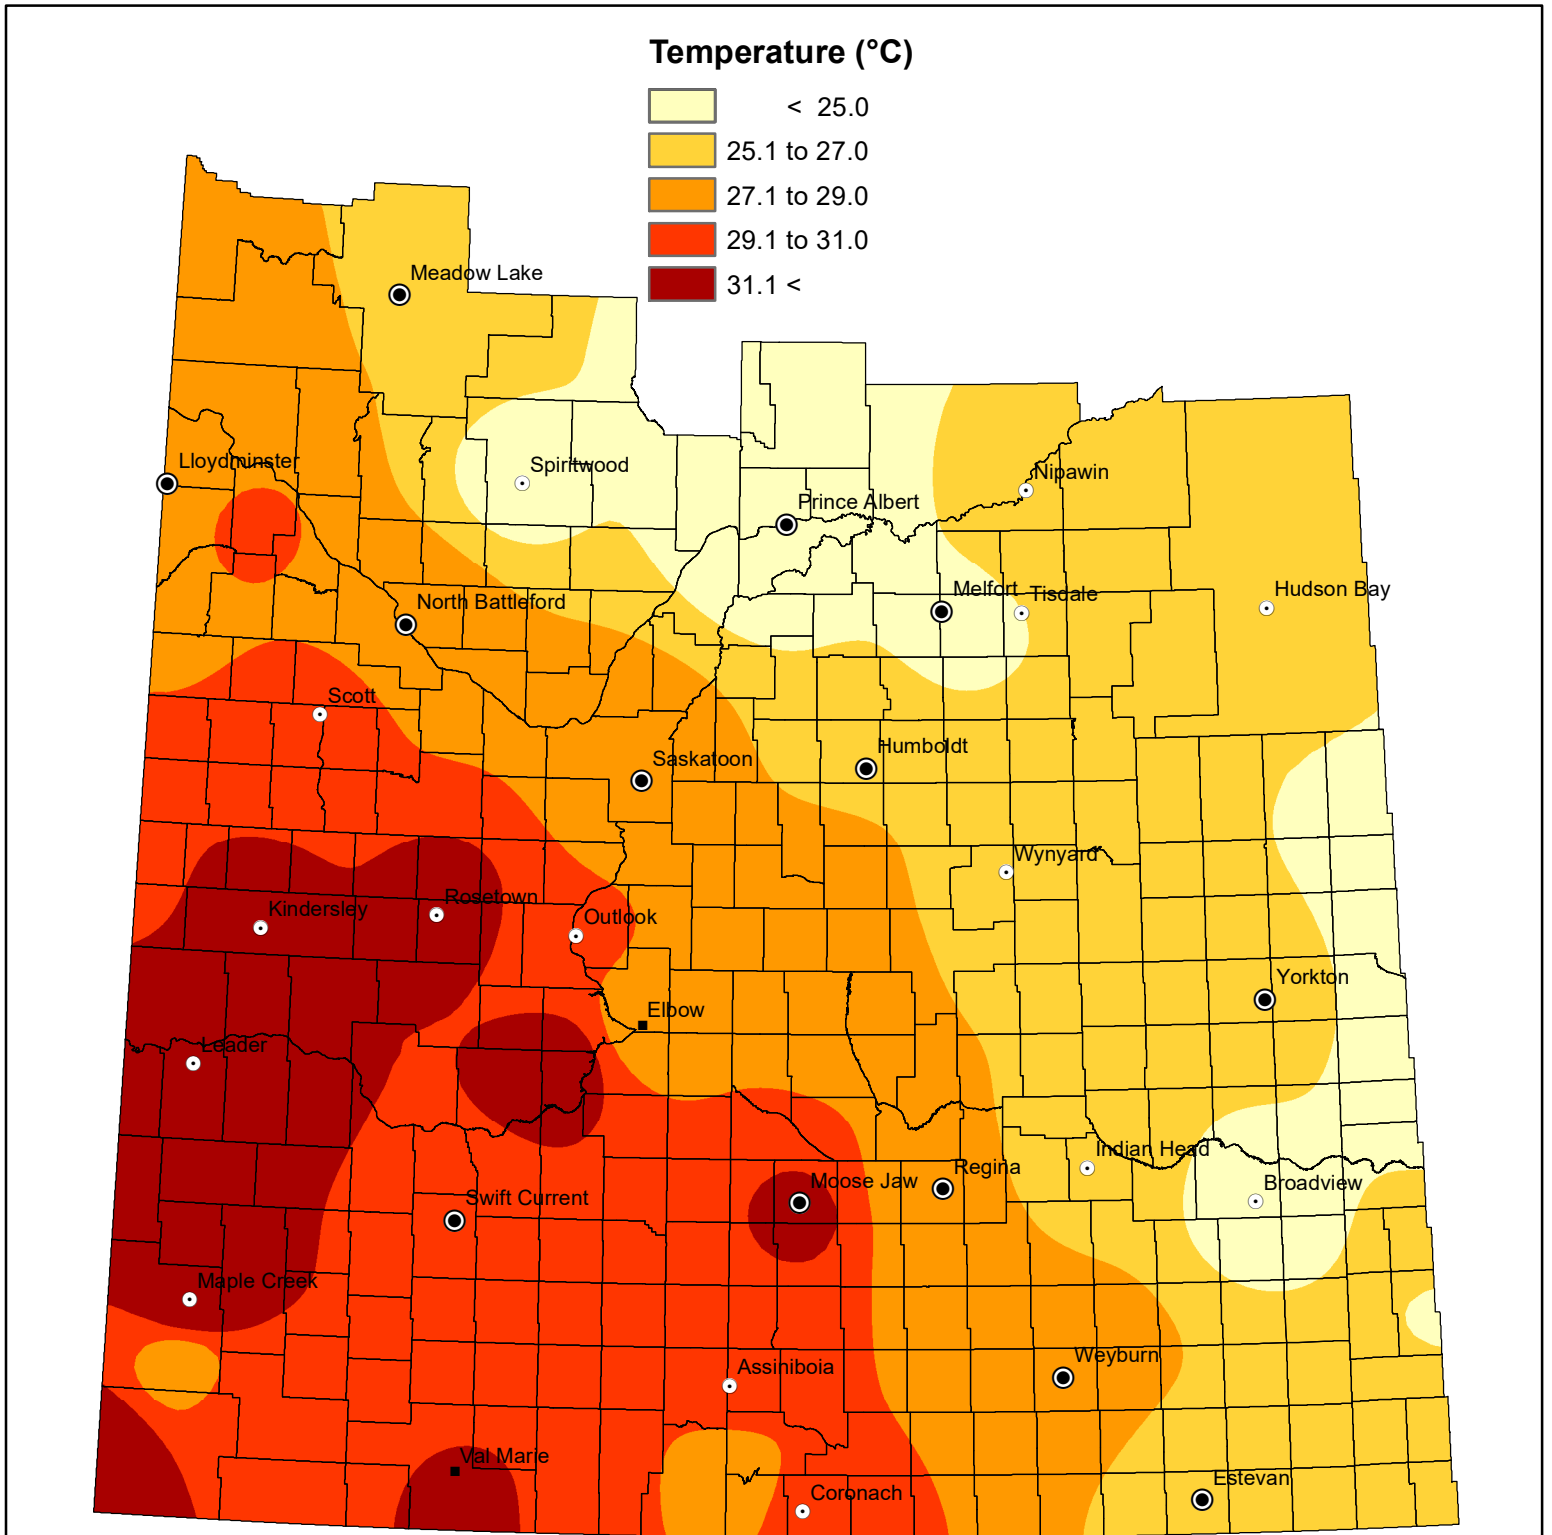 Temperature (°C)
< 25.0
25.1 to 27.0
27.1 to 29.0
29.1 to 31.0
31.1 <
Meadow Lake
Lloydminster
Spiritwood
Nipawin
Prince Albert
North Battleford
Melfort
Tisdale
Hudson Bay
Scott
Saskatoon
Humboldt
Wynyard
Kindersley
Rosetown
Outlook
Yorkton
Elbow
Leader
Indian Head
Regina
Moose Jaw
Swift Current
Broadview
Maple Creek
Weyburn
Assiniboia
Val Marie
Estevan
Coronach